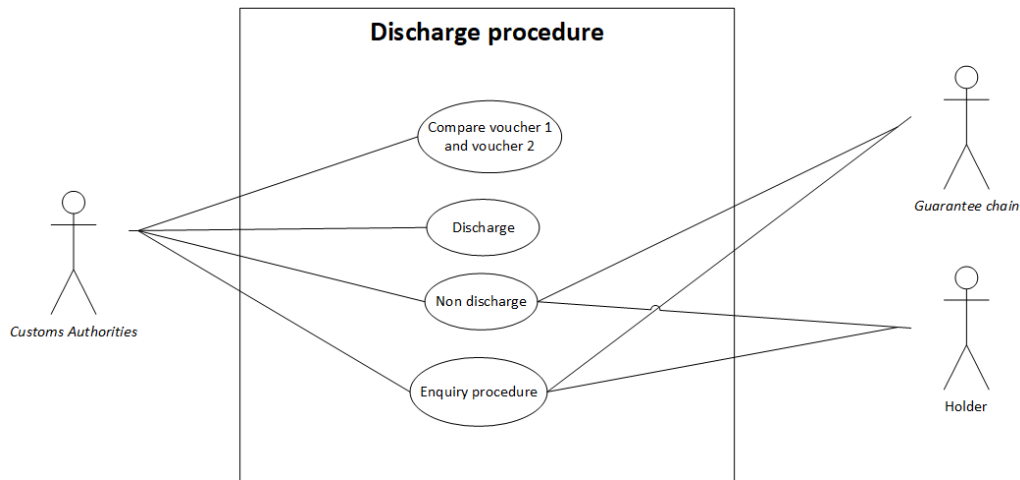 Discharge procedure
Compare voucher 1
and voucher 2
Discharge
Guarantee chain
Non discharge
Customs Authorities
Enquiry procedure
Holder